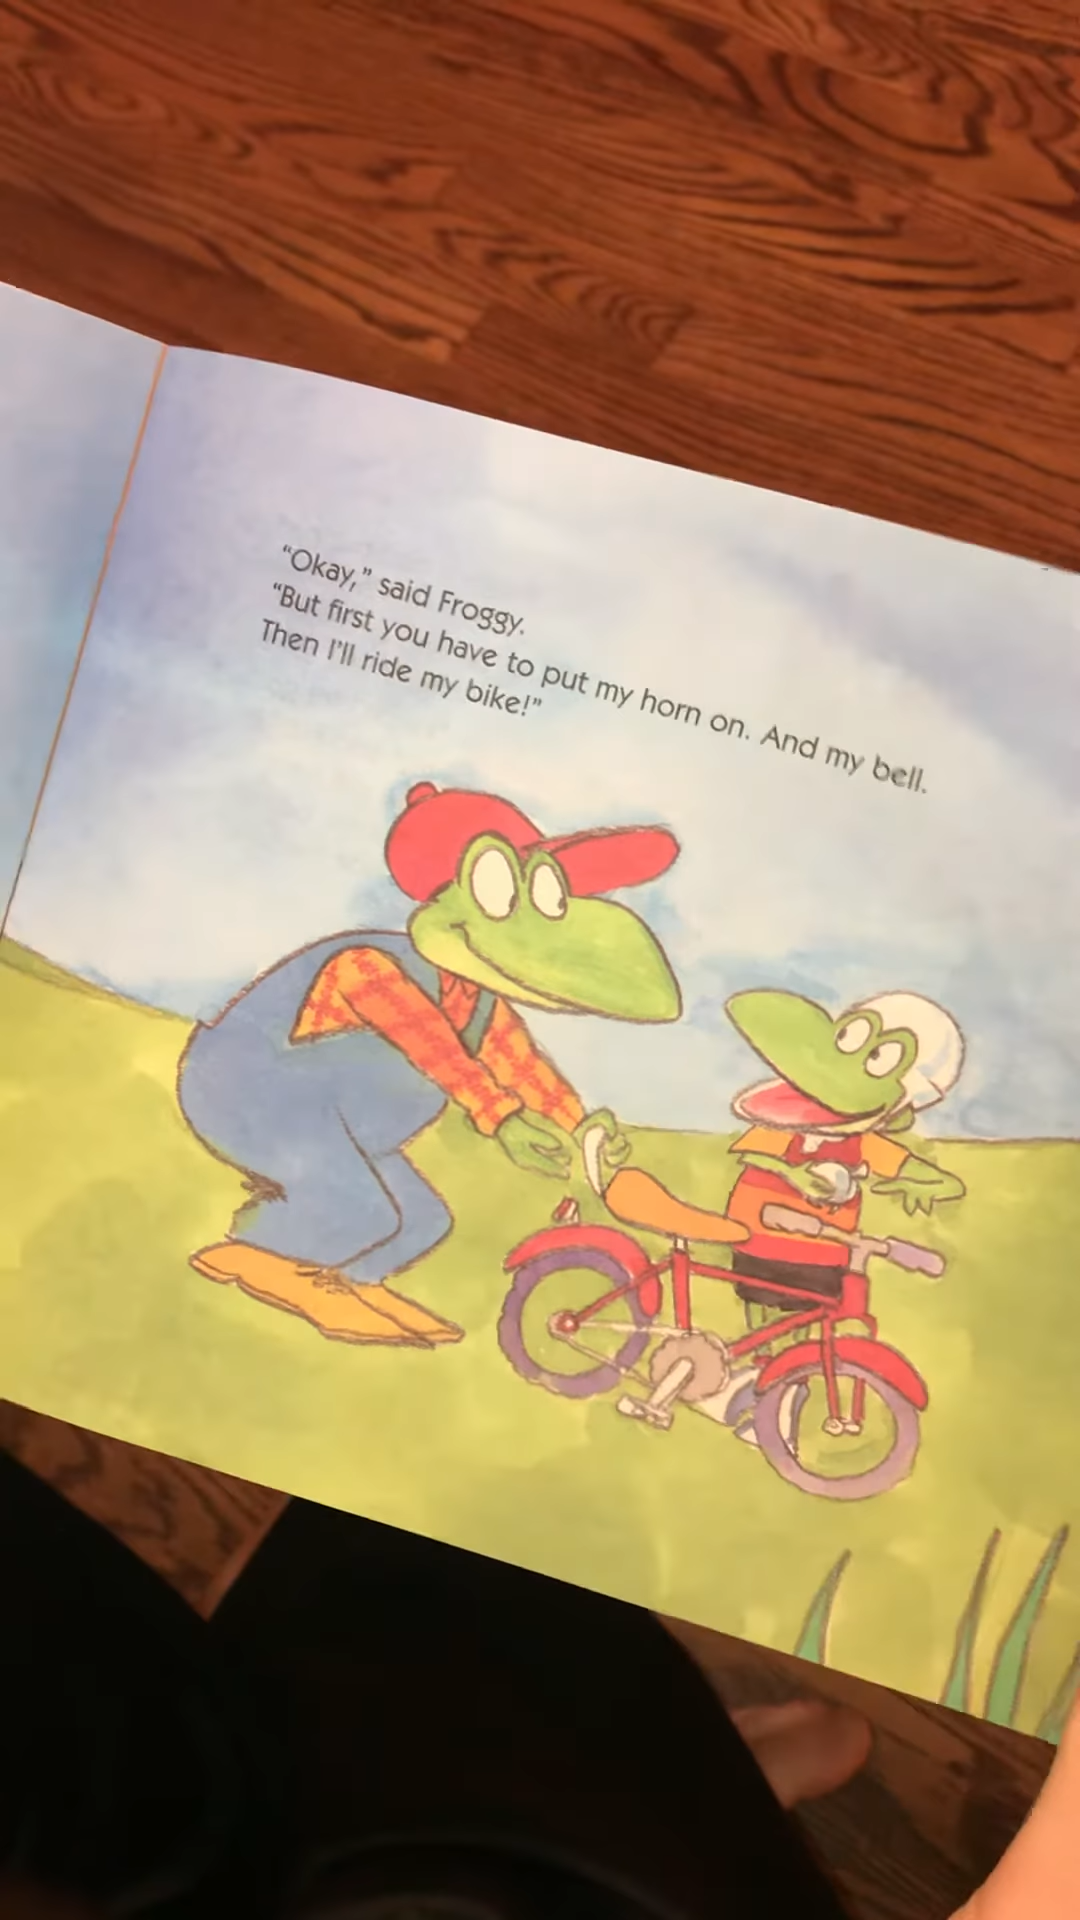 “Okay,” said Froggy.
“But first you have to put my horn on. And my bell.
Then I’ll ride my bike!”